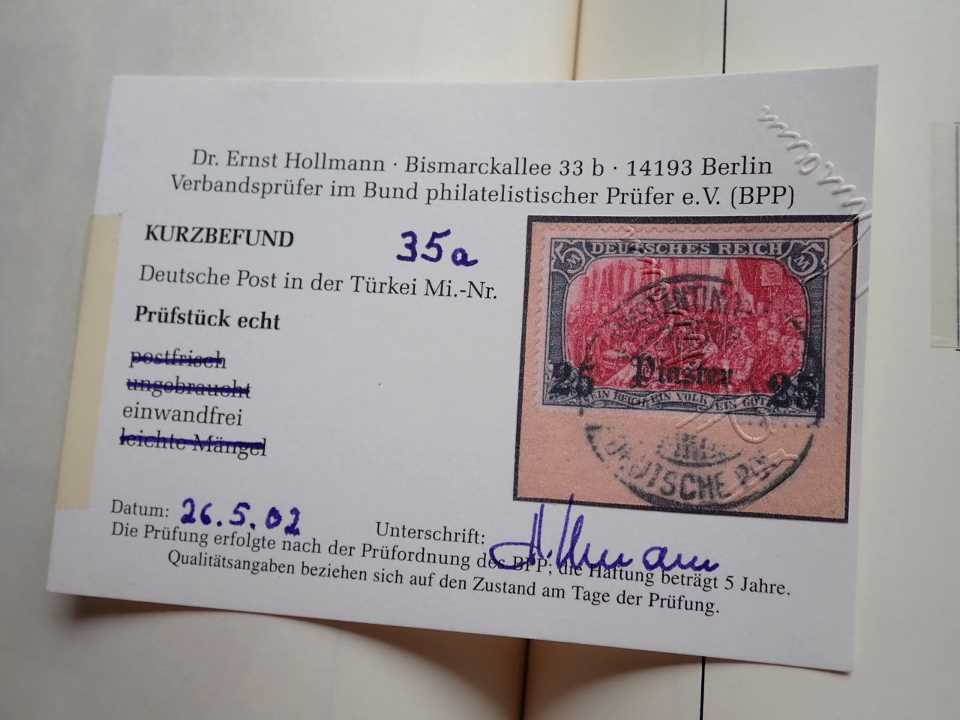 Dr. Ernst Hollmann · Bismarckallee 33 b · 14193 Berlin
Verbandsprüfer im Bund philatelistischer Prüfer e.V. (BPP)
KURZBEFUND
35a
Deutsche Post in der Türkei Mi.-Nr.
Prüfstück echt
postfrisch
ungebraucht
einwandfrei
leichte Mängel
DEUTSCHES REICH
5 M
25 Piaster 25
EIN REICH EIN VOLK EIN GOTT
DEUTSCHE POST
Datum: 26.5.02
Unterschrift: Hollmann
Die Prüfung erfolgte nach der Prüfordnung des BPP; die Haftung beträgt 5 Jahre.
Qualitätsangaben beziehen sich auf den Zustand am Tage der Prüfung.